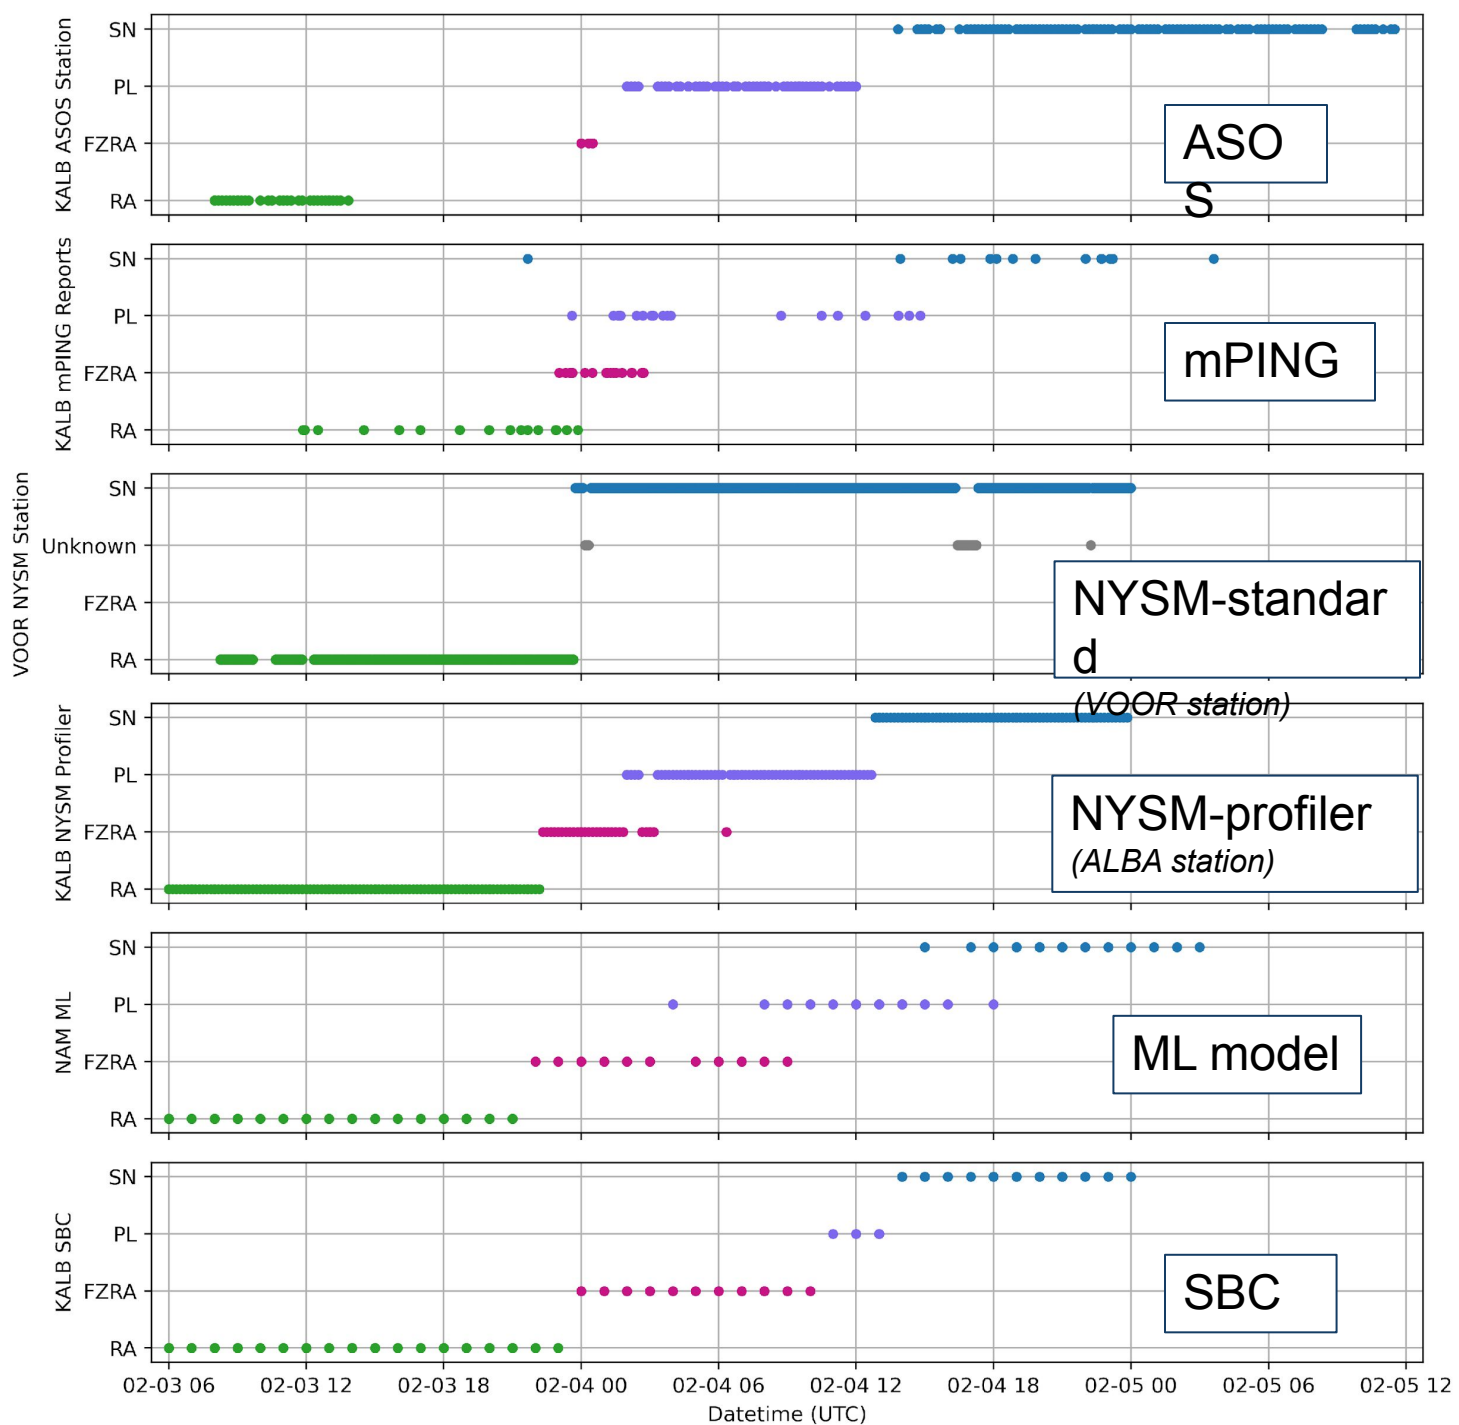 KALB ASOS Station
SN
PL
FZRA
RA
ASO
S
KALB mPING Reports
SN
PL
FZRA
RA
mPING
VOOR NYSM Station
SN
Unknown
FZRA
RA
NYSM-standar
d
(VOOR station)
KALB NYSM Profiler
SN
PL
FZRA
RA
NYSM-profiler
(ALBA station)
NAM ML
SN
PL
FZRA
RA
ML model
KALB SBC
SN
PL
FZRA
RA
SBC
02-03 06 02-03 12 02-03 18 02-04 00 02-04 06 02-04 12 02-04 18 02-05 00 02-05 06 02-05 12
Datetime (UTC)